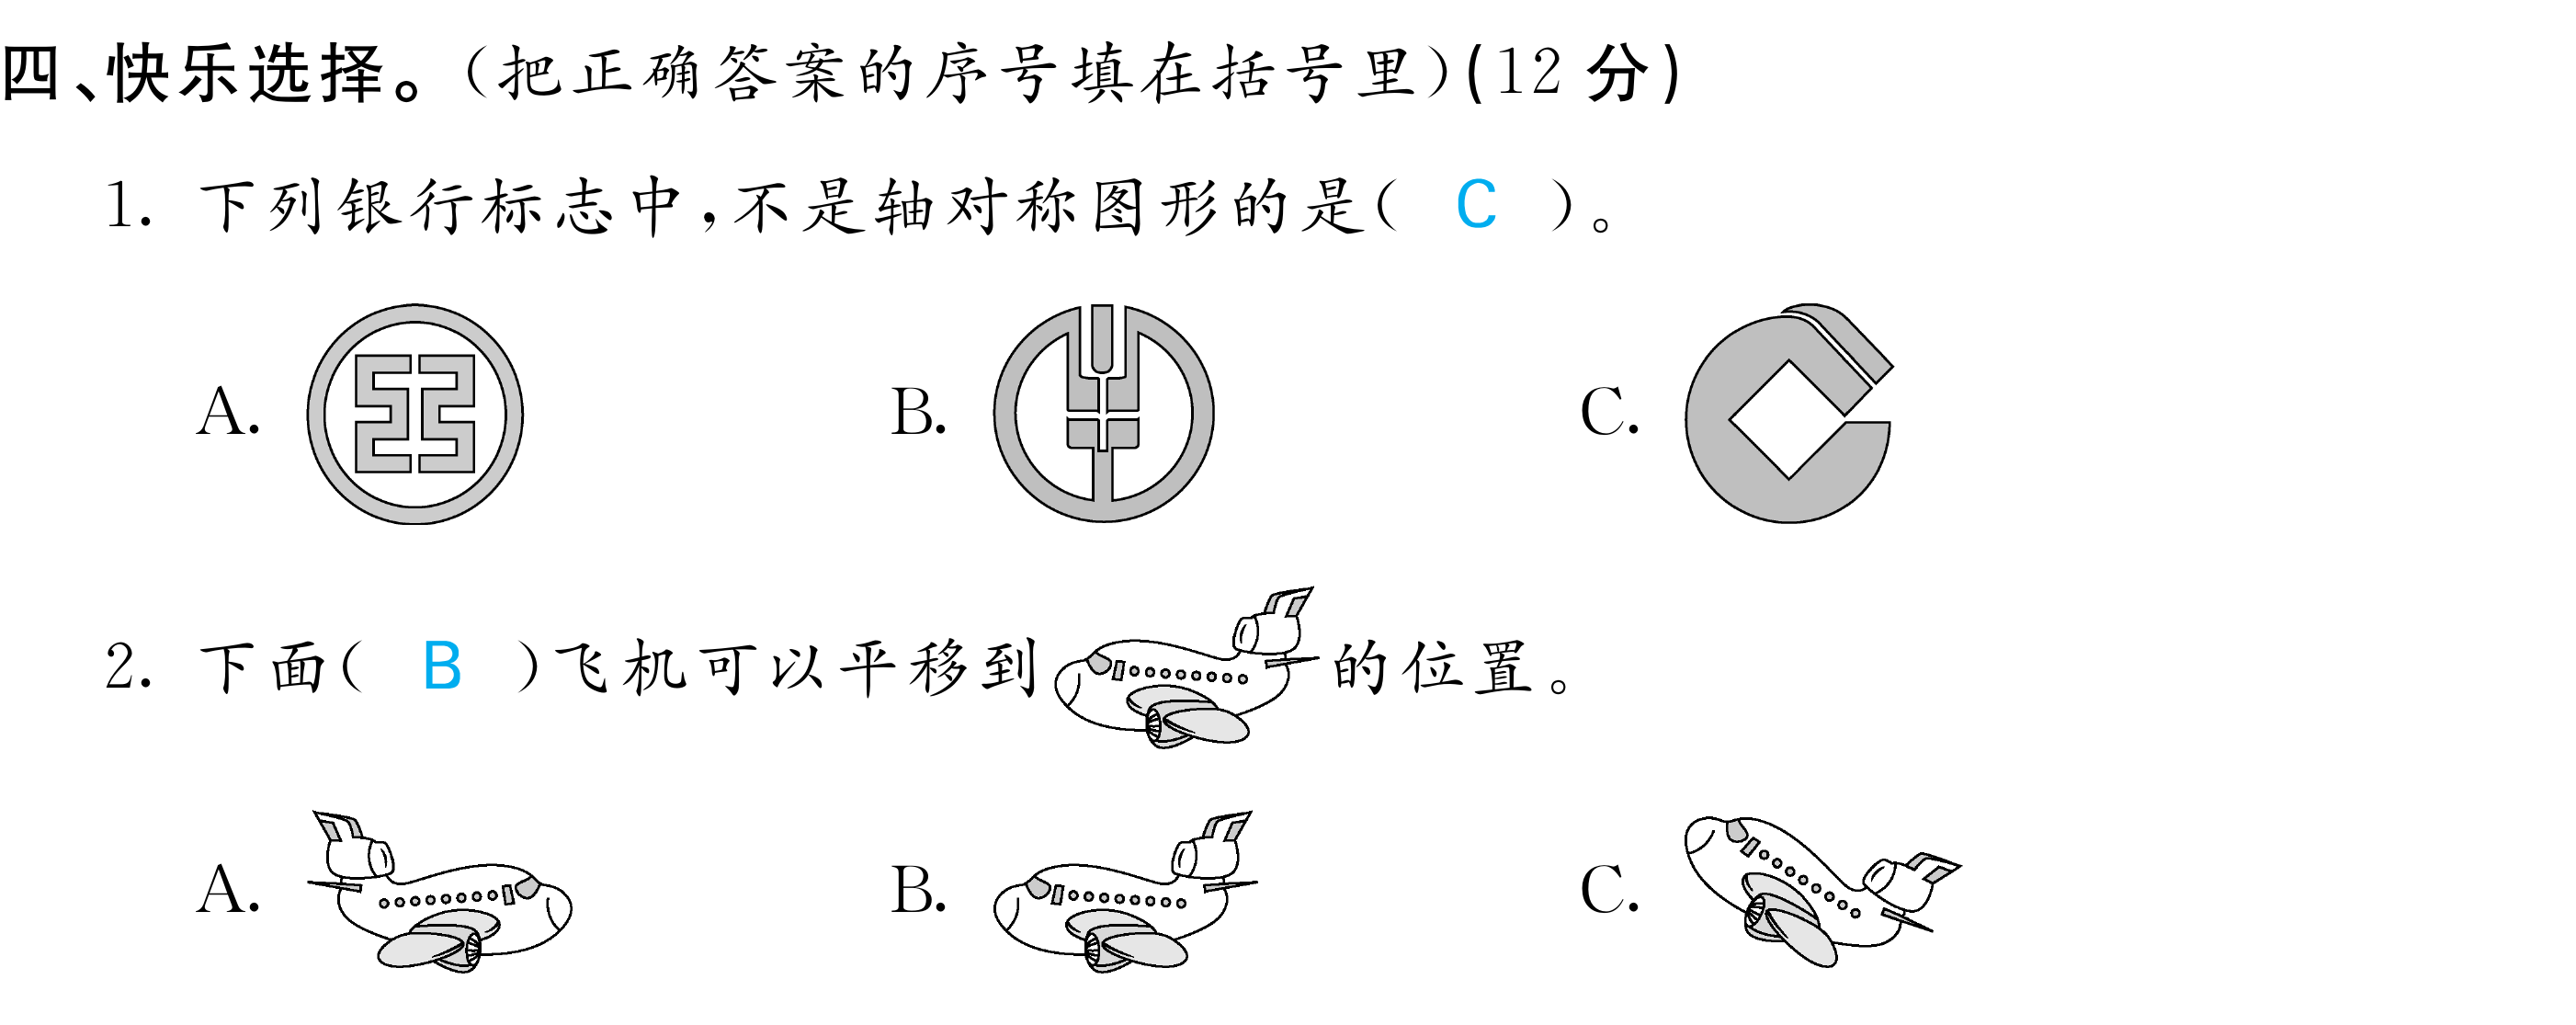 四、快乐选择。(把正确答案的序号填在括号里)(12 分)
1. 下列银行标志中,不是轴对称图形的是( C )。
A. B. C.
2. 下面( B )飞机可以平移到的位置。
A. B. C.